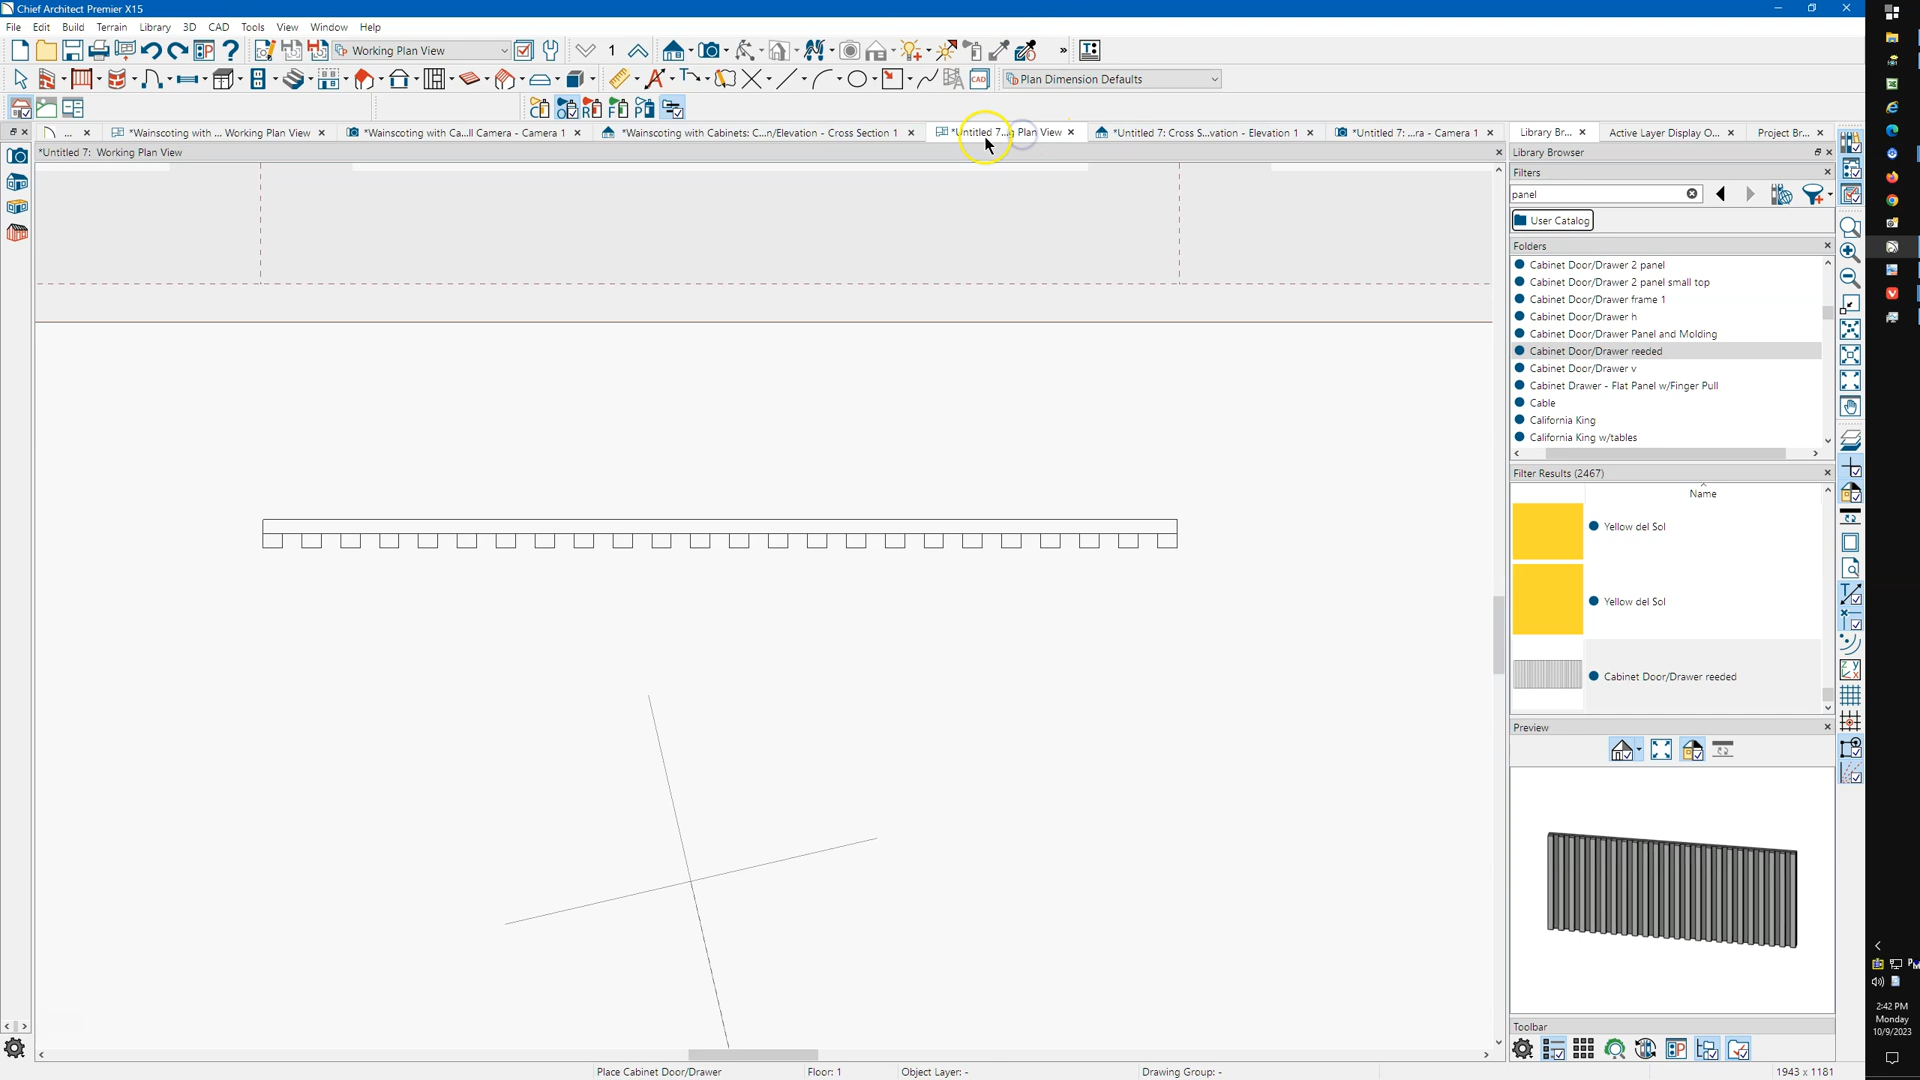 Chief Architect Premier X15
File Edit Build Terrain Library 3D CAD Tools View Window Help
1 Working Plan View
Plan Dimension Defaults
... *Wainscoting with ... Working Plan View *Wainscoting with Ca...ll Camera - Camera 1 *Wainscoting with Cabinets: C...n/Elevation - Cross Section 1 *Untitled 7...g Plan View *Untitled 7: Cross S...vation - Elevation 1 *Untitled 7: ...ra - Camera 1 Library Br... Active Layer Display O... Project Br...
*Untitled 7: Working Plan View
Library Browser
Filters
panel
User Catalog
Folders
Cabinet Door/Drawer 2 panel
Cabinet Door/Drawer 2 panel small top
Cabinet Door/Drawer frame 1
Cabinet Door/Drawer h
Cabinet Door/Drawer Panel and Molding
Cabinet Door/Drawer reeded
Cabinet Door/Drawer v
Cabinet Drawer - Flat Panel w/Finger Pull
Cable
California King
California King w/tables
Filter Results (2467)
Name
Yellow del Sol
Yellow del Sol
Cabinet Door/Drawer reeded
Preview
Toolbar
Place Cabinet Door/Drawer Floor: 1 Object Layer: - Drawing Group: - 1943 x 1181
2:42 PM
Monday
10/9/2023